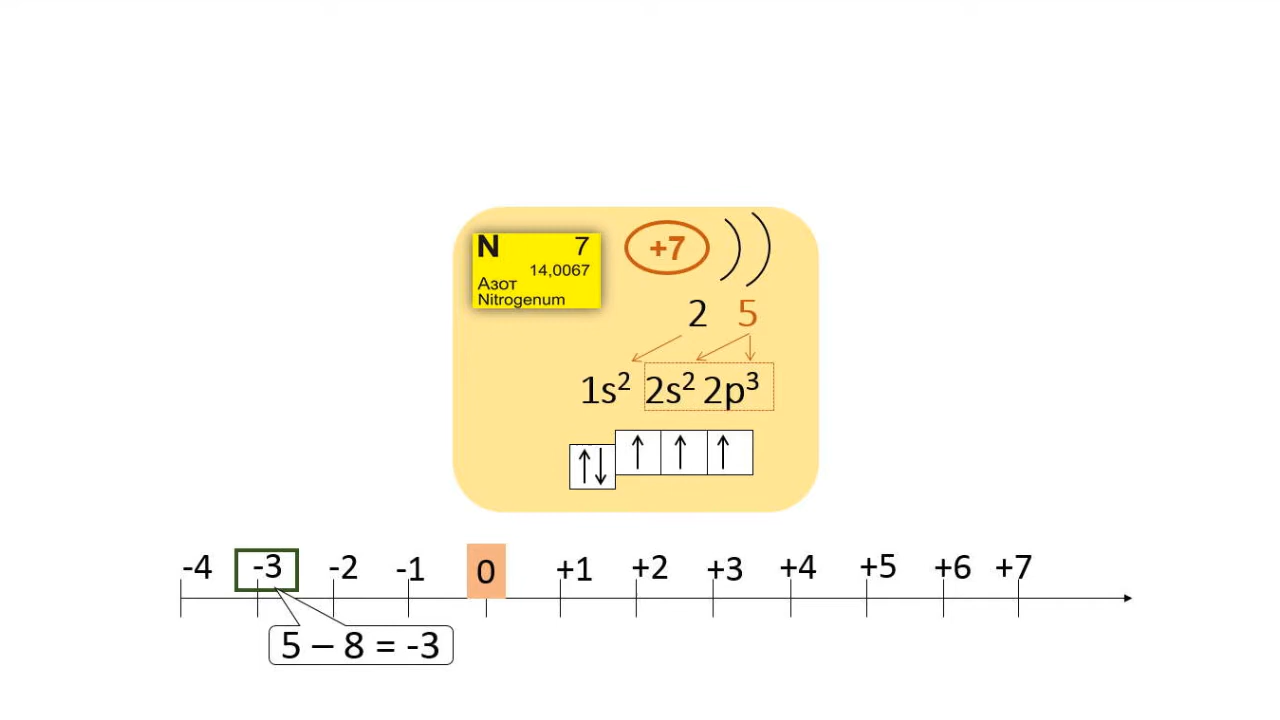 N 7
14,0067
Азот
Nitrogenum
+7
2 5
1s² 2s² 2p³
↑↓ ↑ ↑ ↑
-4 -3 -2 -1 0 +1 +2 +3 +4 +5 +6 +7
5 – 8 = -3